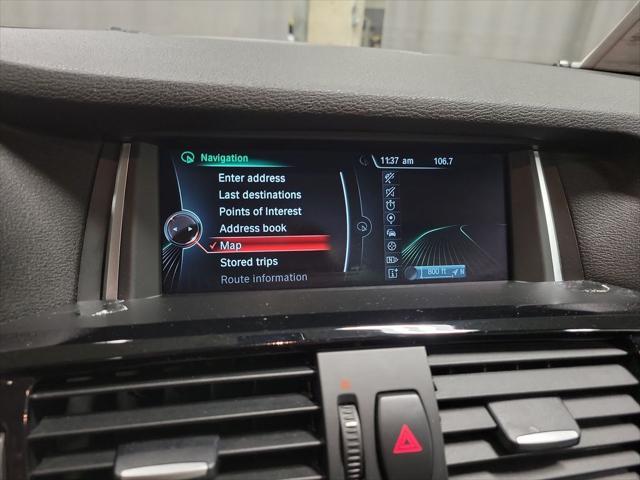 Navigation
11:37 am 106.7
Enter address
Last destinations
Points of Interest
Address book
Map
Stored trips
Route information
800 ft N